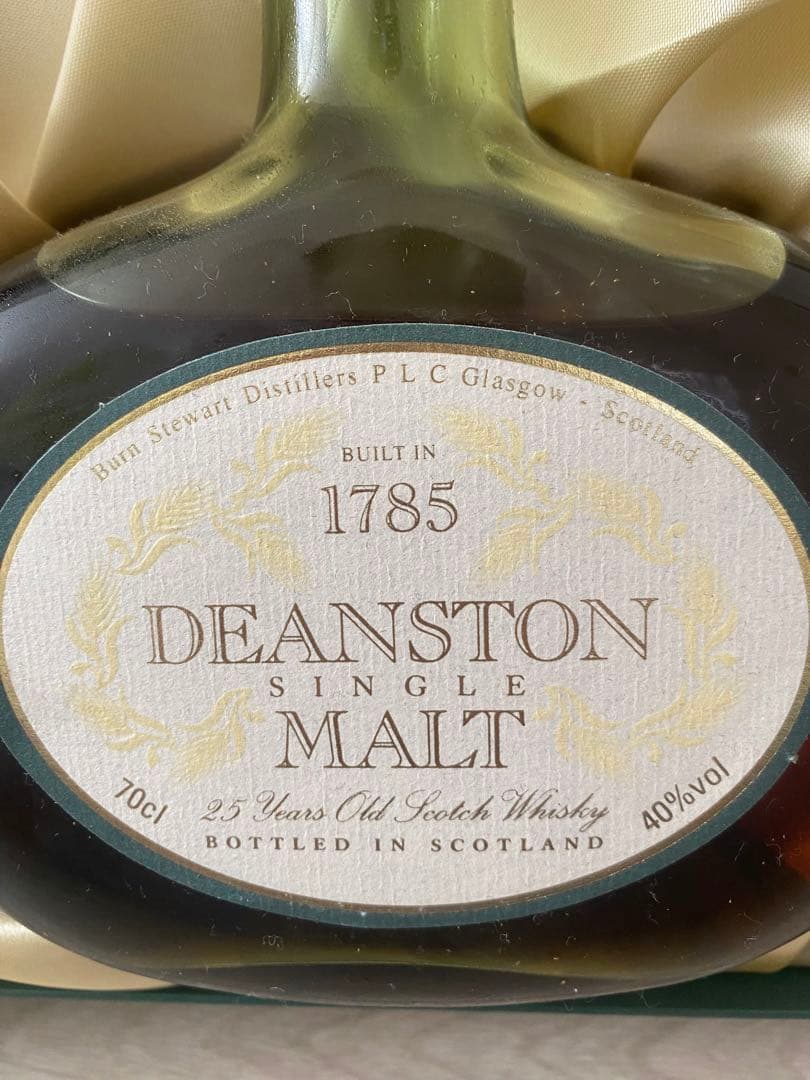 Burn Stewart Distillers P L C Glasgow - Scotland
BUILT IN
1785
DEANSTON
SINGLE
MALT
70cl
25 Years Old Scotch Whisky
40%vol
BOTTLED IN SCOTLAND